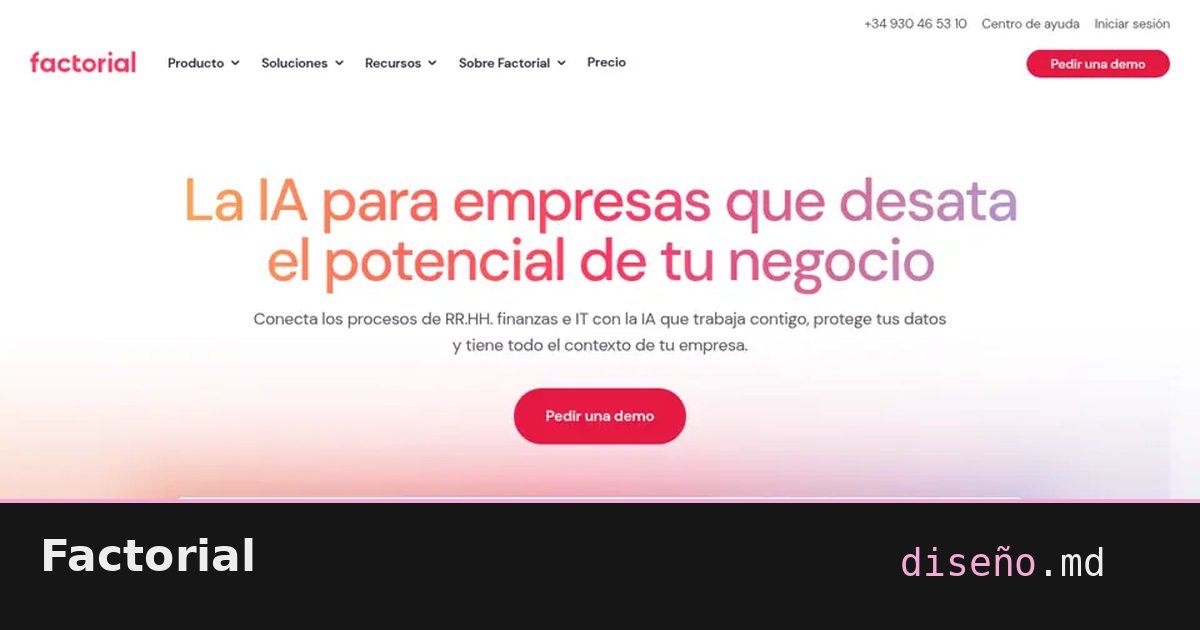 +34 930 46 53 10 Centro de ayuda Iniciar sesión
factorial Producto Soluciones Recursos Sobre Factorial Precio Pedir una demo
La IA para empresas que desata
el potencial de tu negocio
Conecta los procesos de RR.HH. finanzas e IT con la IA que trabaja contigo, protege tus datos
y tiene todo el contexto de tu empresa.
Pedir una demo
Factorial diseño.md